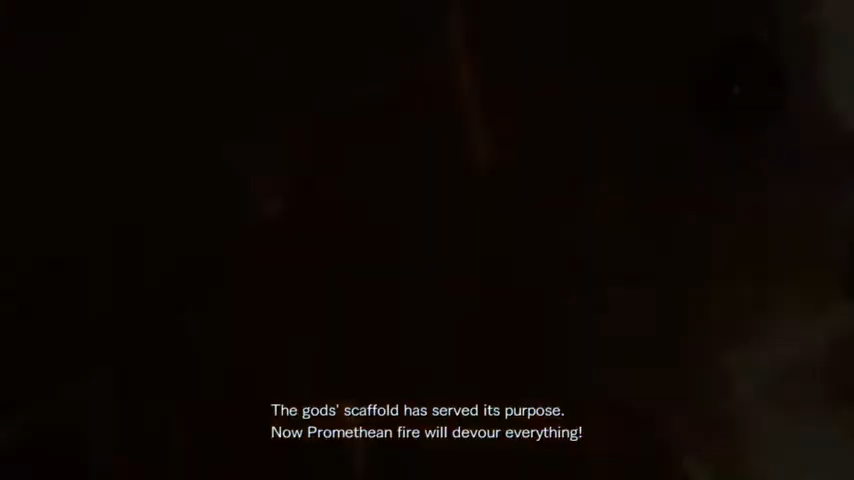 The gods' scaffold has served its purpose.
Now Promethean fire will devour everything!